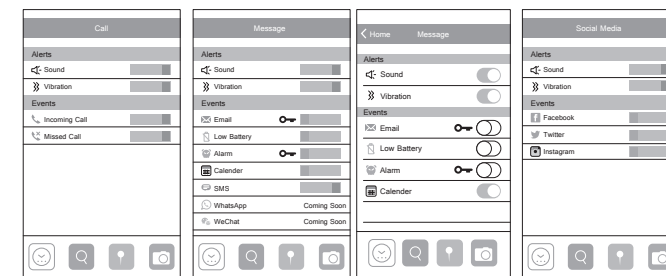 Call
Alerts
Sound
Vibration
Events
Incoming Call
Missed Call
Message
Alerts
Sound
Vibration
Events
Email
Low Battery
Alarm
Calender
SMS
WhatsApp Coming Soon
WeChat Coming Soon
Home Message
Alerts
Sound
Vibration
Events
Email
Low Battery
Alarm
Calender
Social Media
Alerts
Sound
Vibration
Events
Facebook
Twitter
Instagram